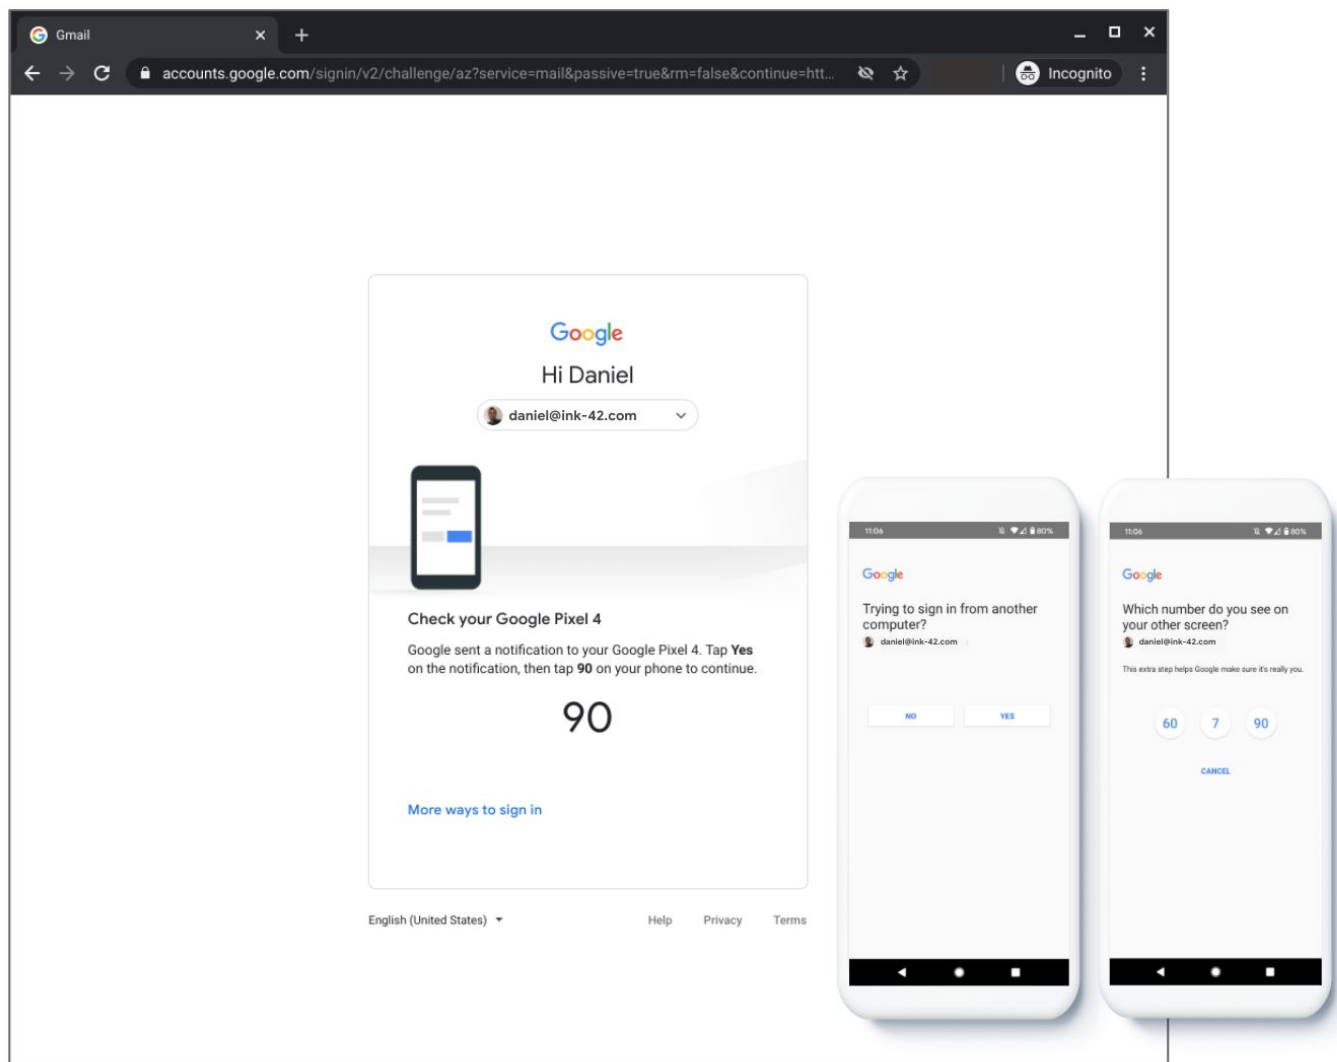 Gmail
accounts.google.com/signin/v2/challenge/az?service=mail&passive=true&rm=false&continue=htt...
Incognito
Google
Hi Daniel
daniel@ink-42.com
Check your Google Pixel 4
Google sent a notification to your Google Pixel 4. Tap Yes
on the notification, then tap 90 on your phone to continue.
90
More ways to sign in
English (United States)
Help Privacy Terms
11:06 80%
Google
Trying to sign in from another
computer?
daniel@ink-42.com
NO YES
11:06 80%
Google
Which number do you see on
your other screen?
daniel@ink-42.com
This extra step helps Google make sure it's really you.
60 7 90
CANCEL